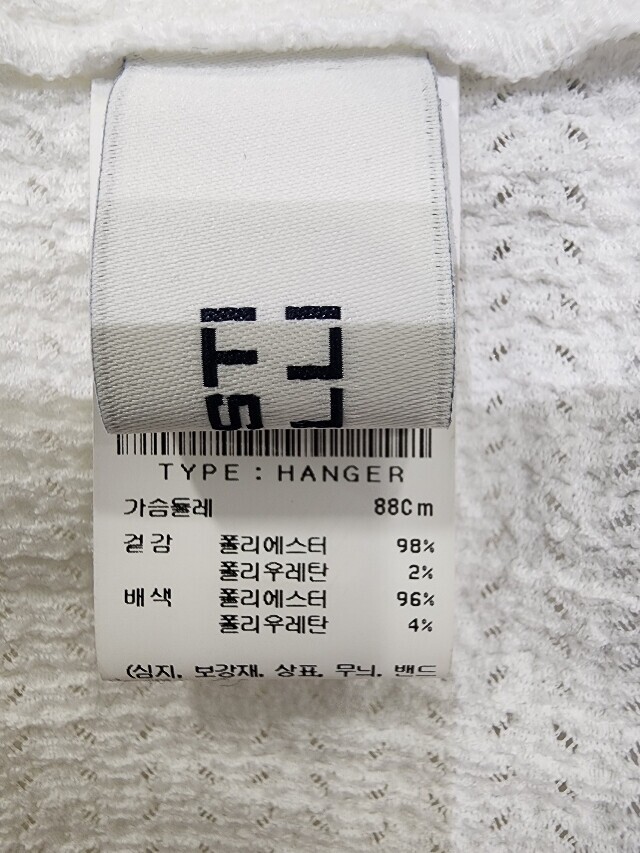 STI
LLI
TYPE : HANGER
가슴둘레 88Cm
겉감 폴리에스터 98%
폴리우레탄 2%
배색 폴리에스터 96%
폴리우레탄 4%
(심지, 보강재, 상표, 무늬, 밴드